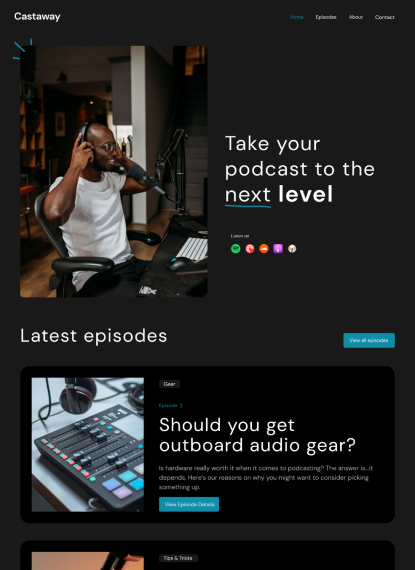 Castaway
Home Episodes About Contact
Take your
podcast to the
next level
Listen on
Latest episodes
View all episodes
Gear
Episode 3
Should you get
outboard audio gear?
Is hardware really worth it when it comes to podcasting? The answer is...it
depends. Here's our reasons on why you might want to consider picking
something up.
View Episode Details
Tips & Tricks